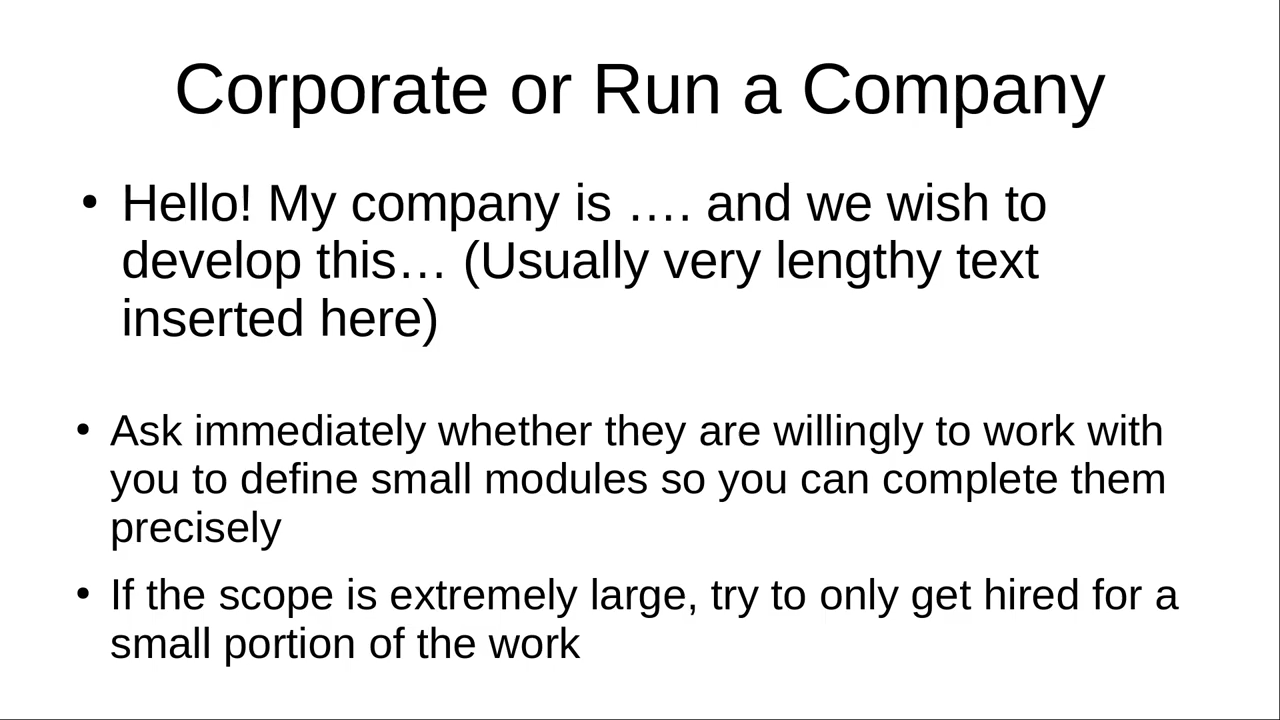 Corporate or Run a Company
• Hello! My company is …. and we wish to
develop this… (Usually very lengthy text
inserted here)
• Ask immediately whether they are willingly to work with
you to define small modules so you can complete them
precisely
• If the scope is extremely large, try to only get hired for a
small portion of the work